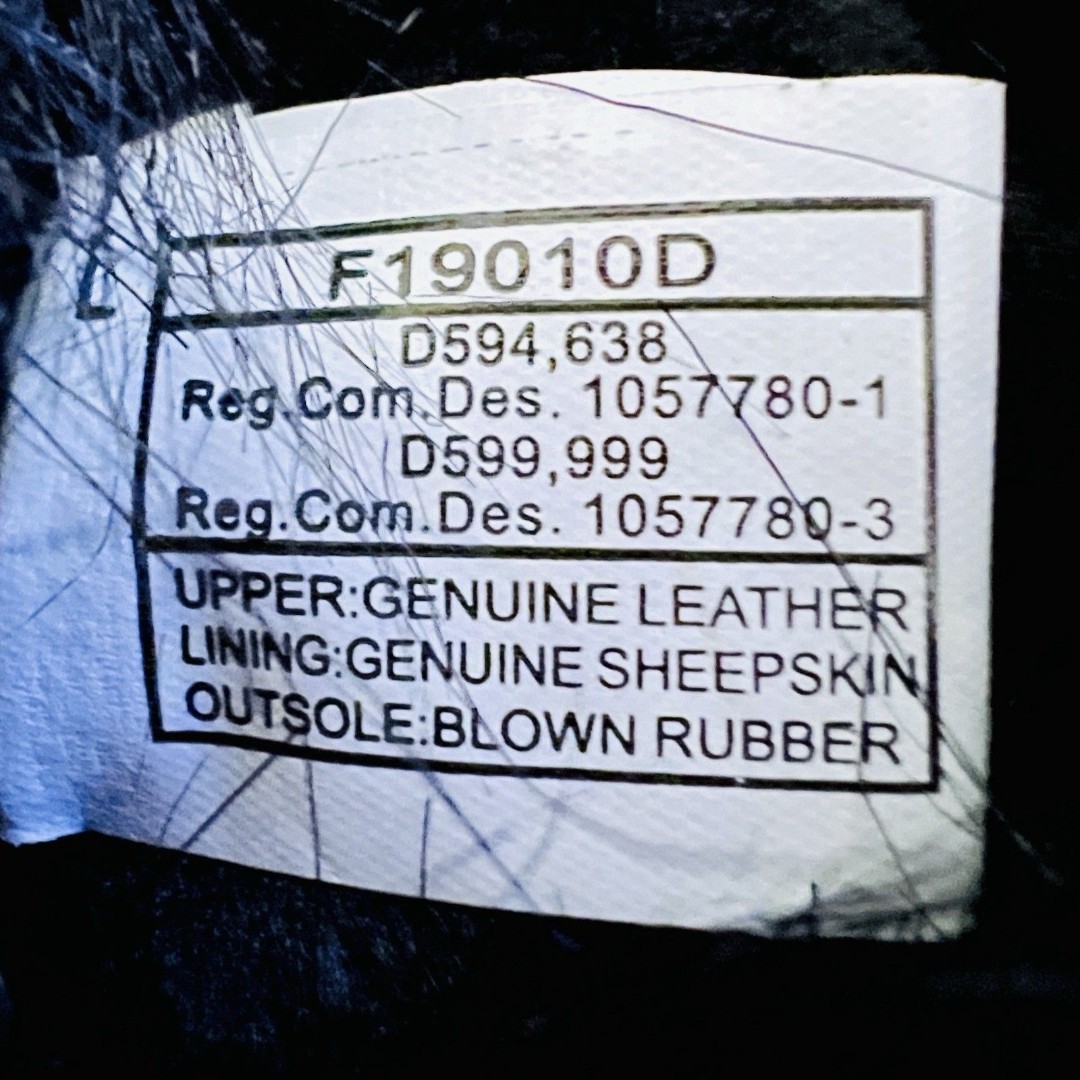 L
F19010D
D594,638
Reg.Com.Des. 1057780-1
D599,999
Reg.Com.Des. 1057780-3
UPPER:GENUINE LEATHER
LINING:GENUINE SHEEPSKIN
OUTSOLE:BLOWN RUBBER